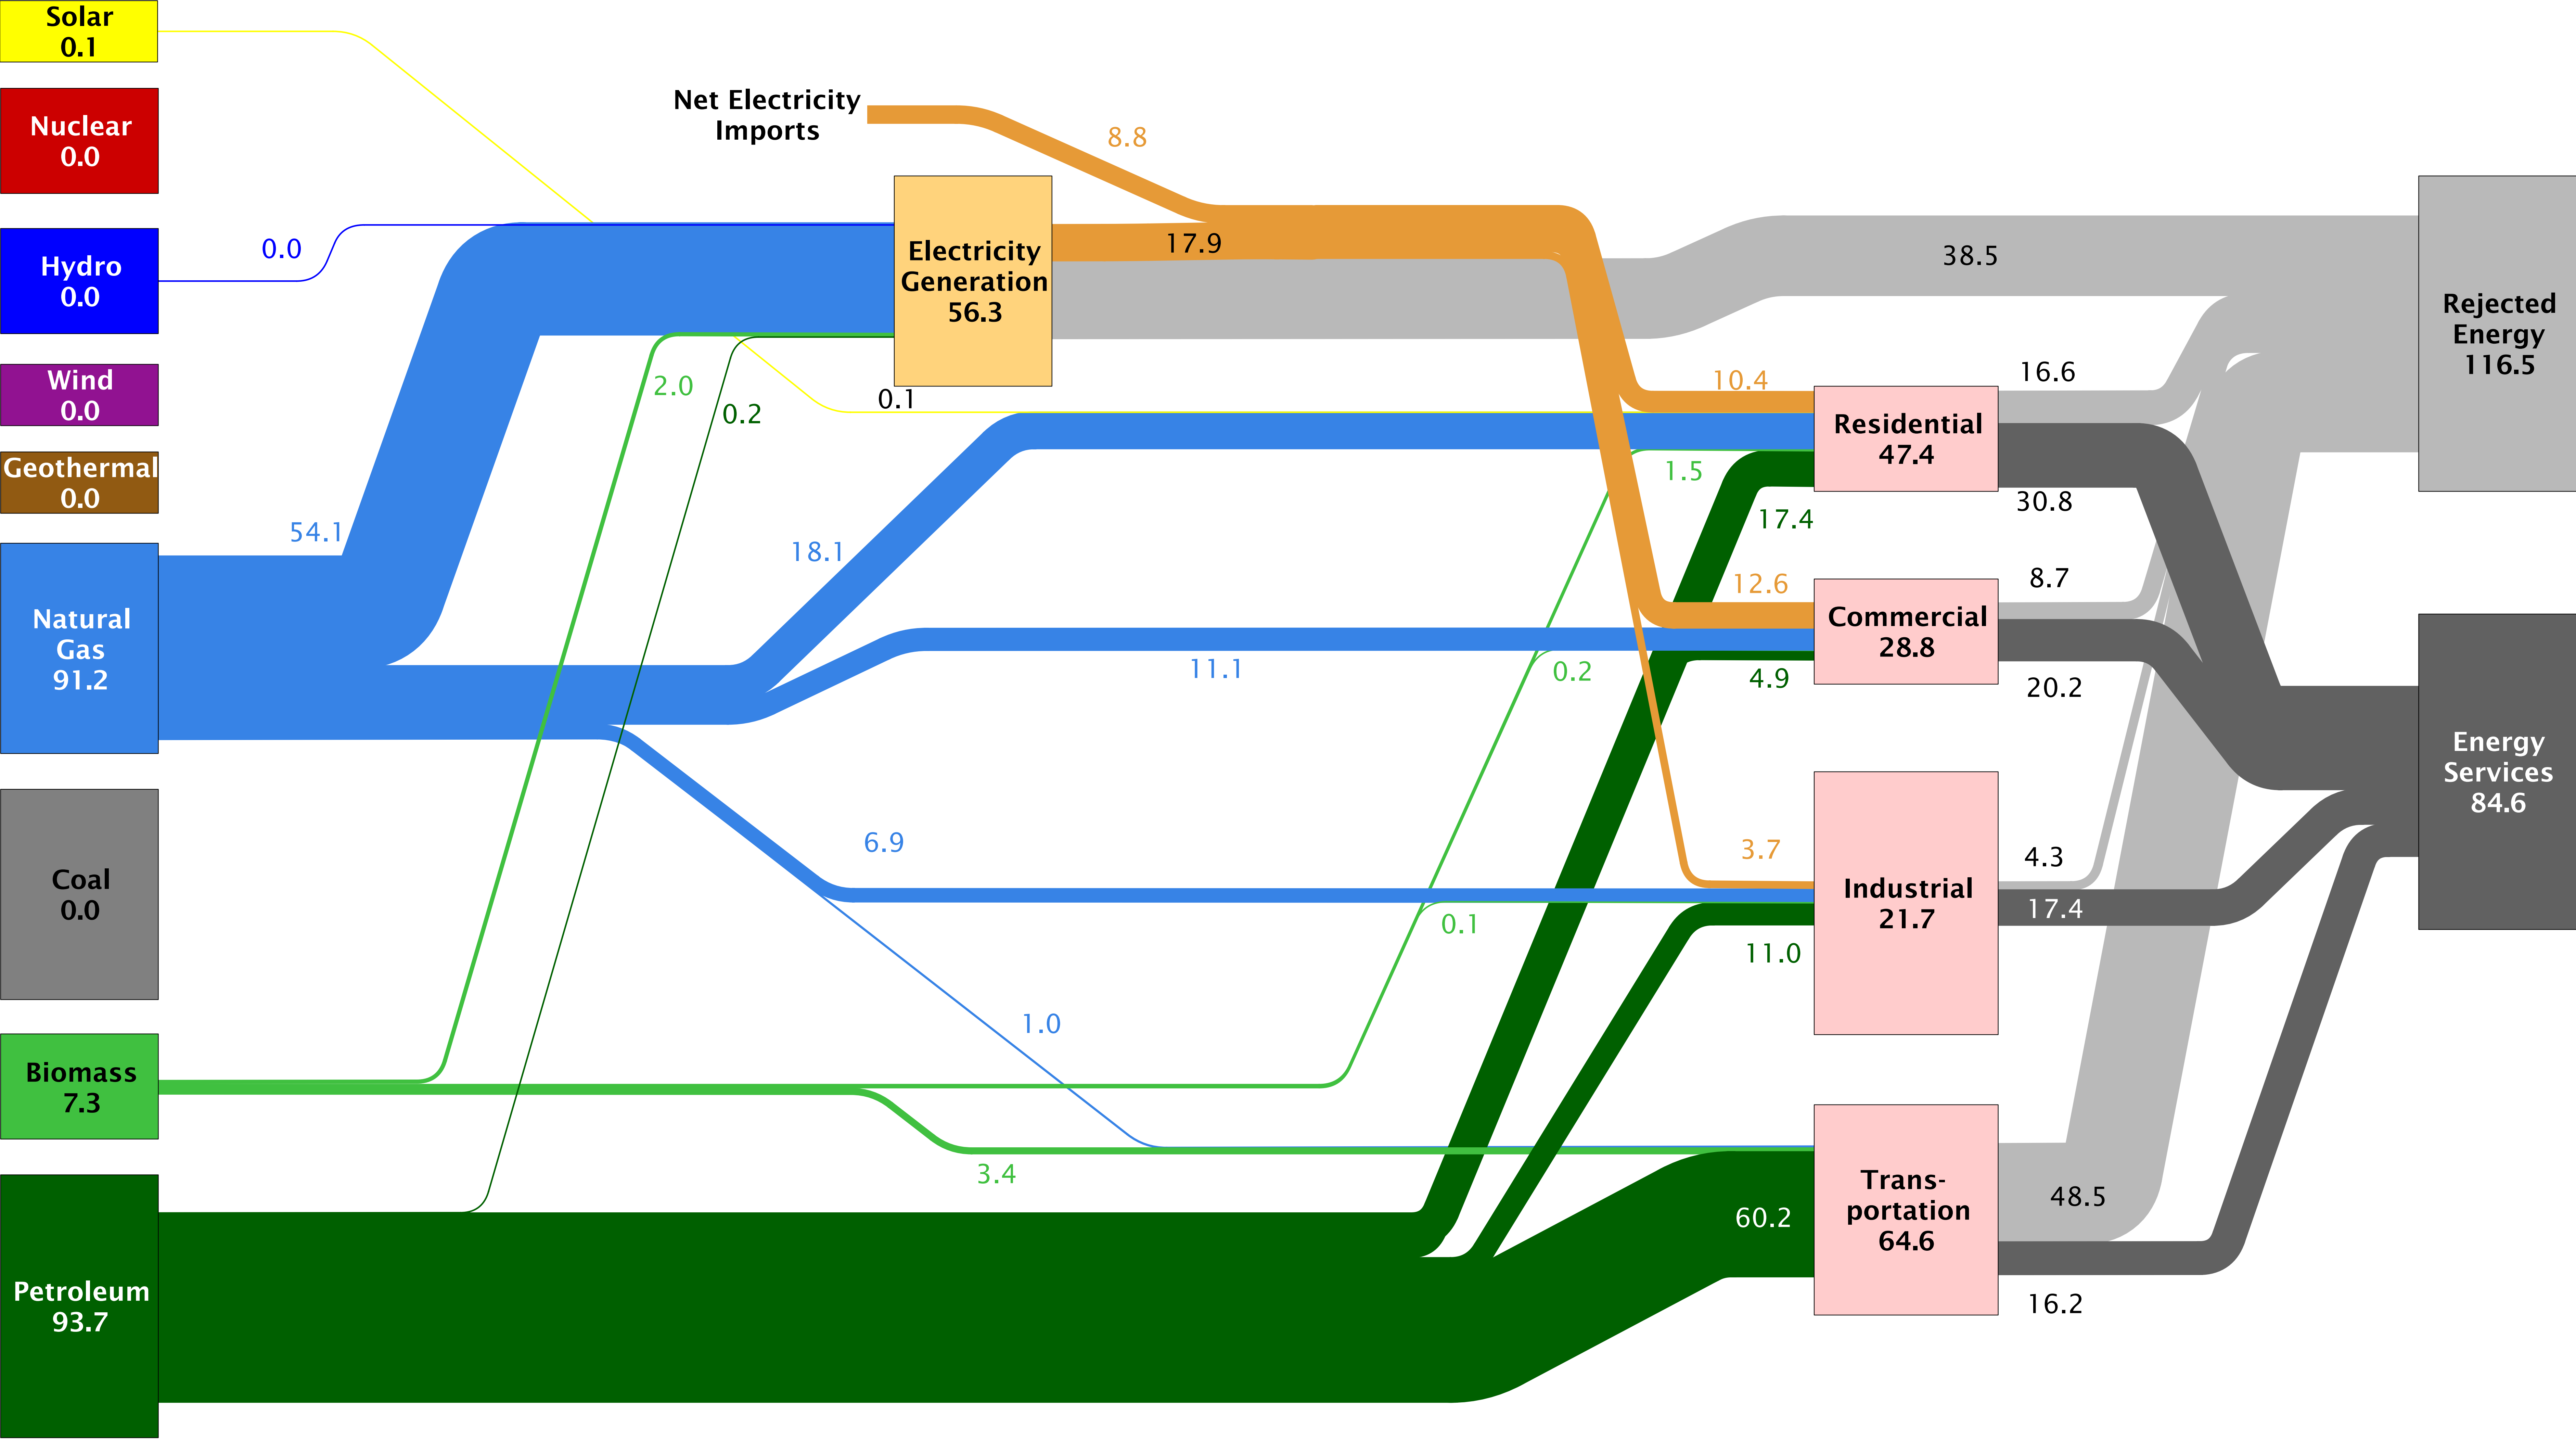 Solar
0.1
Nuclear
0.0
Hydro
0.0
Wind
0.0
Geothermal
0.0
Natural
Gas
91.2
Coal
0.0
Biomass
7.3
Petroleum
93.7
0.0
54.1
2.0
0.2
Net Electricity
Imports
8.8
Electricity
Generation
56.3
17.9
0.1
18.1
11.1
6.9
1.0
3.4
38.5
10.4
1.5
17.4
12.6
0.2
4.9
3.7
0.1
11.0
60.2
Residential
47.4
Commercial
28.8
Industrial
21.7
Trans-
portation
64.6
16.6
30.8
8.7
20.2
4.3
17.4
48.5
16.2
Rejected
Energy
116.5
Energy
Services
84.6